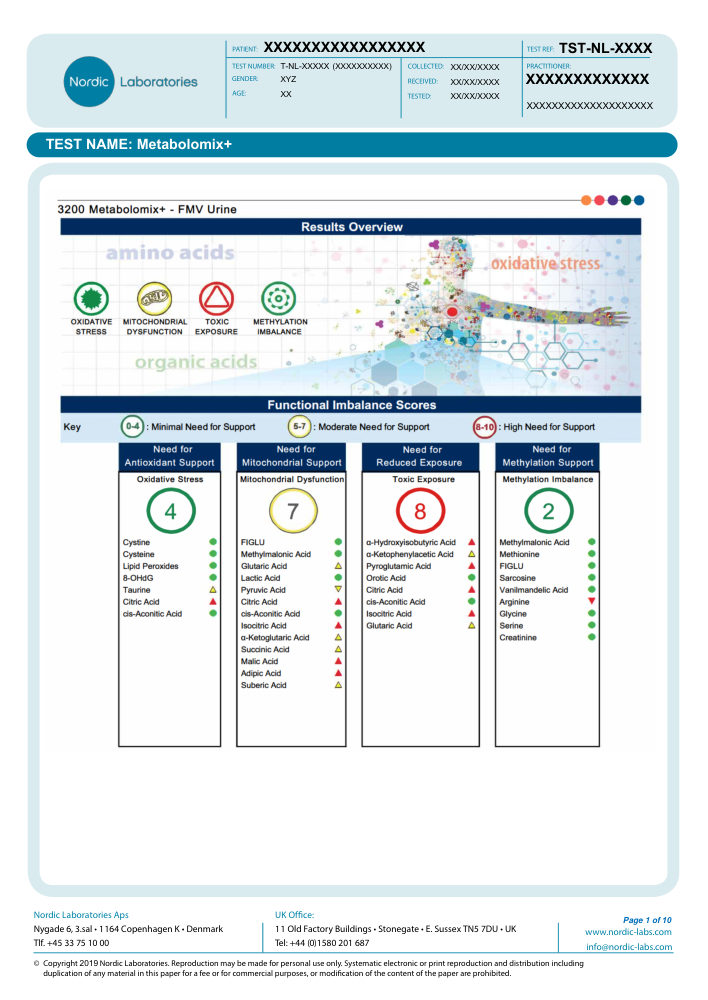 Nordic Laboratories
PATIENT: XXXXXXXXXXXXXXXXX
TEST NUMBER: T-NL-XXXXX (XXXXXXXXXX)
GENDER: XYZ
AGE: XX
COLLECTED: XX/XX/XXXX
RECEIVED: XX/XX/XXXX
TESTED: XX/XX/XXXX
TEST REF: TST-NL-XXXX
PRACTITIONER:
XXXXXXXXXXXXX
XXXXXXXXXXXXXXXXXXXX
TEST NAME: Metabolomix+
3200 Metabolomix+ - FMV Urine
Results Overview
amino acids
oxidative stress
OXIDATIVE STRESS
MITOCHONDRIAL DYSFUNCTION
TOXIC EXPOSURE
METHYLATION IMBALANCE
organic acids
Functional Imbalance Scores
Key
0-4 : Minimal Need for Support
5-7 : Moderate Need for Support
8-10 : High Need for Support
Need for
Antioxidant Support
Oxidative Stress
4
Cystine
Cysteine
Lipid Peroxides
8-OHdG
Taurine
Citric Acid
cis-Aconitic Acid
Need for
Mitochondrial Support
Mitochondrial Dysfunction
7
FIGLU
Methylmalonic Acid
Glutaric Acid
Lactic Acid
Pyruvic Acid
Citric Acid
cis-Aconitic Acid
Isocitric Acid
α-Ketoglutaric Acid
Succinic Acid
Malic Acid
Adipic Acid
Suberic Acid
Need for
Reduced Exposure
Toxic Exposure
8
α-Hydroxyisobutyric Acid
α-Ketophenylacetic Acid
Pyroglutamic Acid
Orotic Acid
Citric Acid
cis-Aconitic Acid
Isocitric Acid
Glutaric Acid
Need for
Methylation Support
Methylation Imbalance
2
Methylmalonic Acid
Methionine
FIGLU
Sarcosine
Vanilmandelic Acid
Arginine
Glycine
Serine
Creatinine
Nordic Laboratories Aps
Nygade 6, 3.sal • 1164 Copenhagen K • Denmark
Tlf. +45 33 75 10 00
UK Office:
11 Old Factory Buildings • Stonegate • E. Sussex TN5 7DU • UK
Tel: +44 (0)1580 201 687
Page 1 of 10
www.nordic-labs.com
info@nordic-labs.com
© Copyright 2019 Nordic Laboratories. Reproduction may be made for personal use only. Systematic electronic or print reproduction and distribution including
duplication of any material in this paper for a fee or for commercial purposes, or modification of the content of the paper are prohibited.